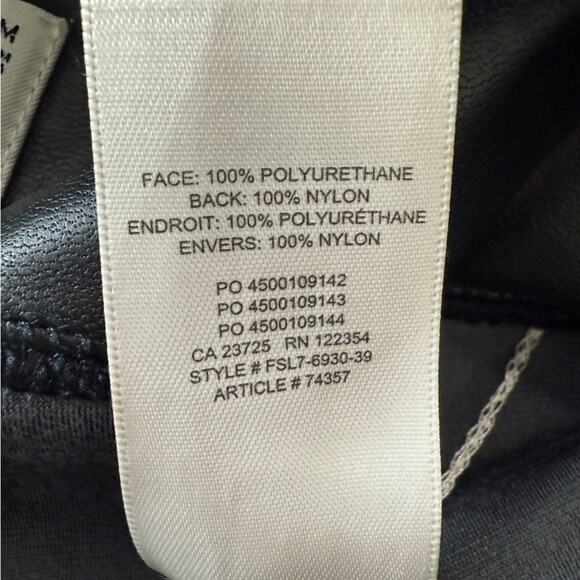 M
M
FACE: 100% POLYURETHANE
BACK: 100% NYLON
ENDROIT: 100% POLYURÉTHANE
ENVERS: 100% NYLON
PO 4500109142
PO 4500109143
PO 4500109144
CA 23725 RN 122354
STYLE # FSL7-6930-39
ARTICLE # 74357